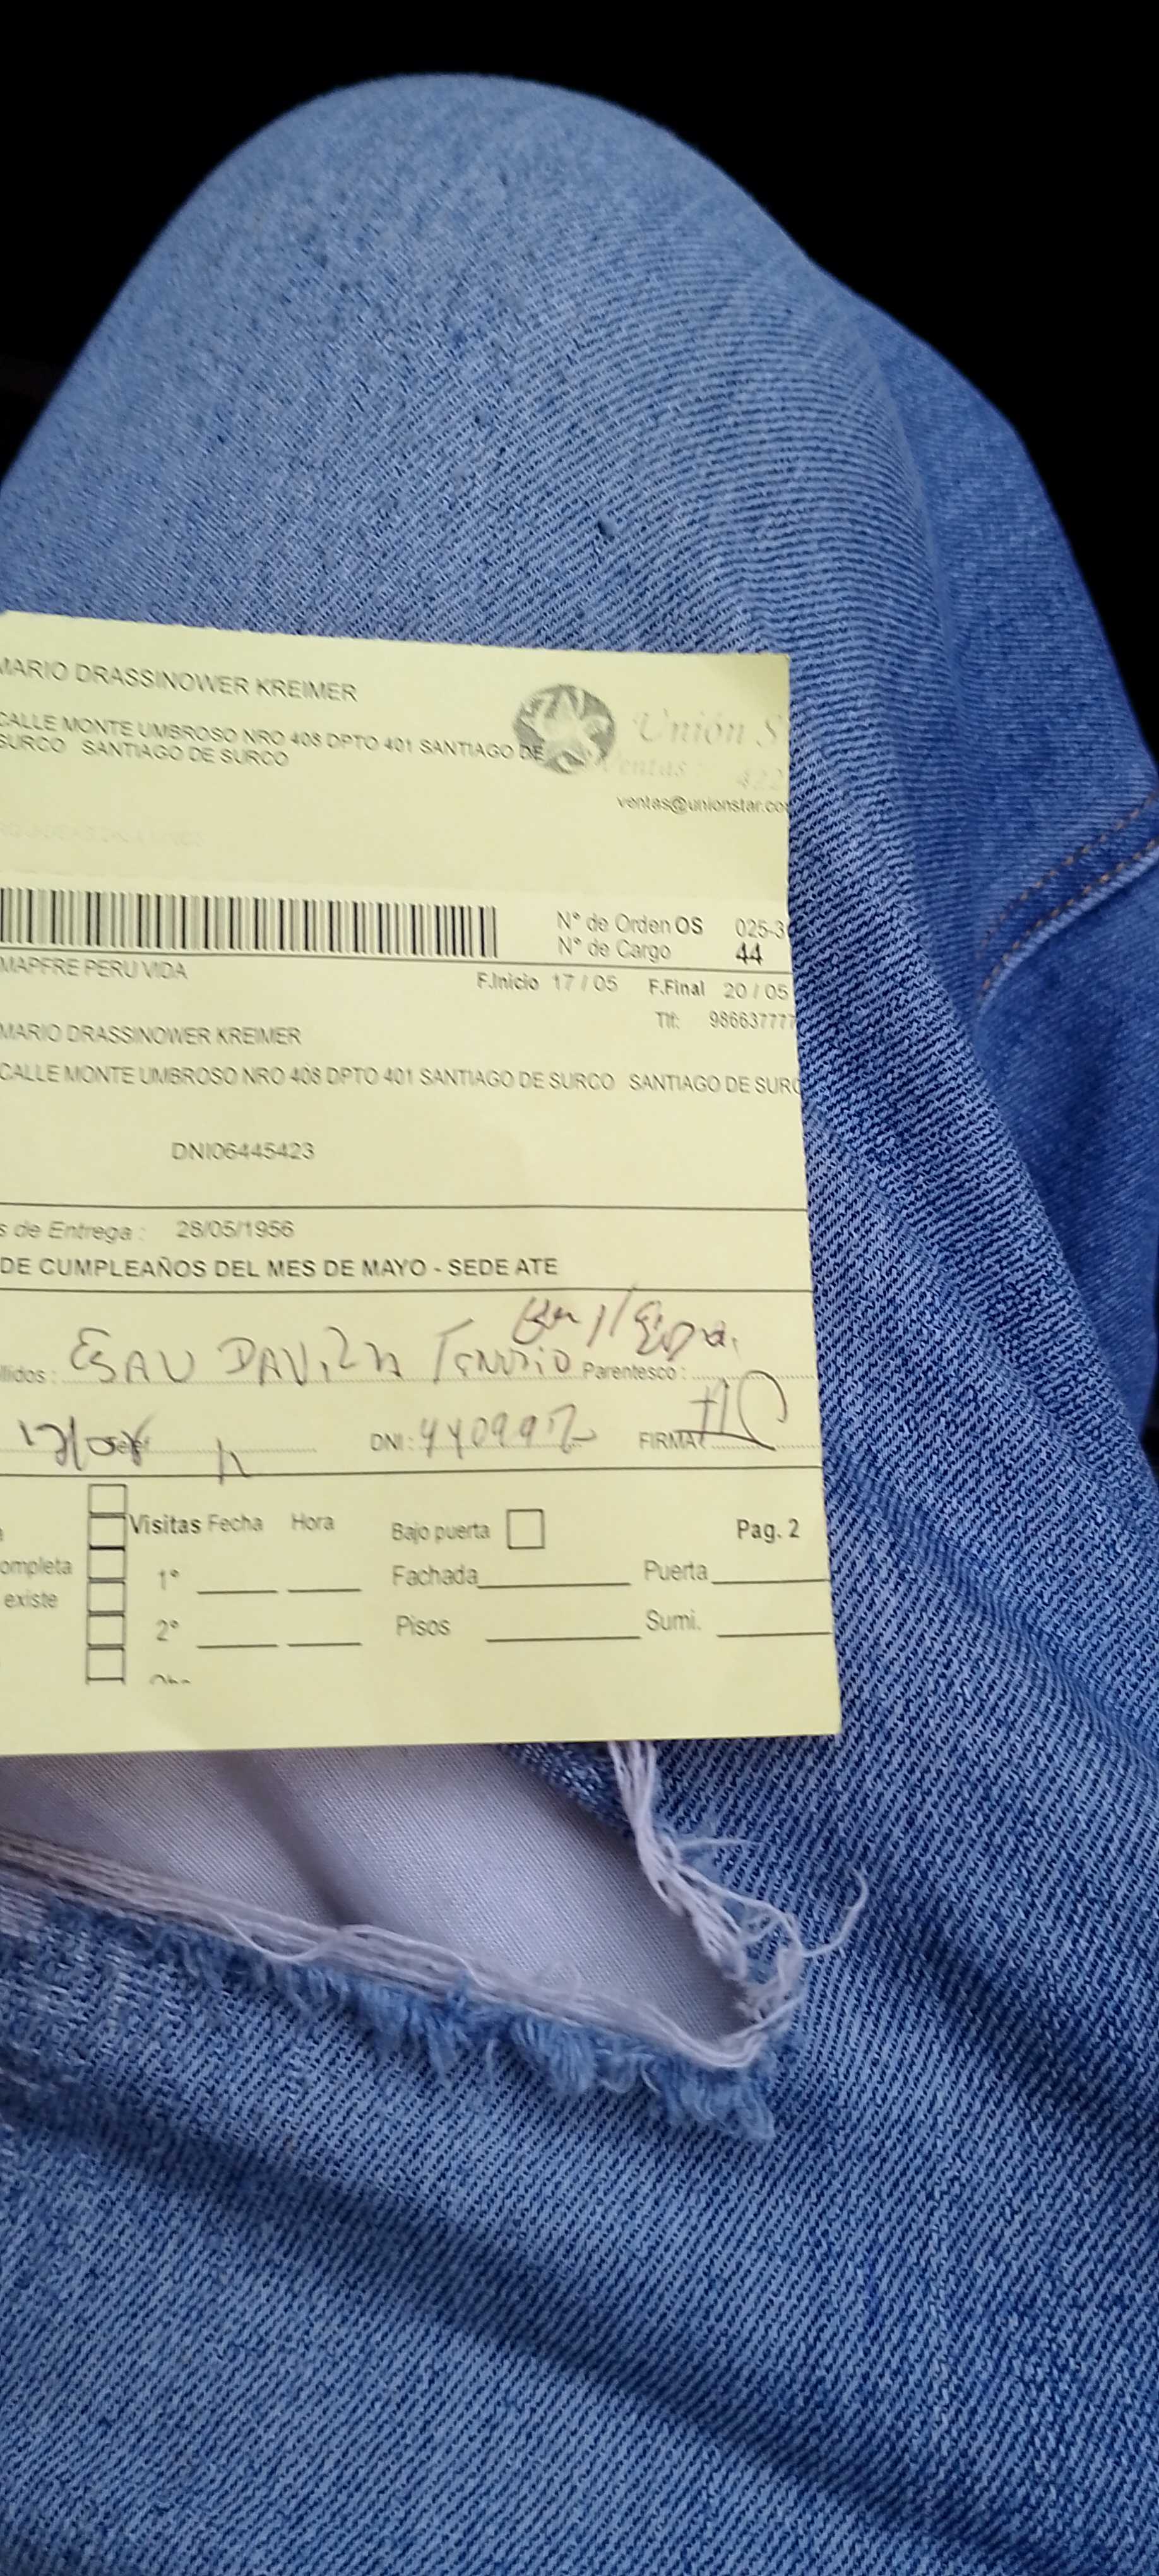 MARIO DRASSINOWER KREIMER
CALLE MONTE UMBROSO NRO 408 DPTO 401 SANTIAGO DE
SURCO SANTIAGO DE SURCO
Unión S
Ventas 422
ventas@unionstar.co
N° de Orden OS 025-3
N° de Cargo 44
MAPFRE PERU VIDA
F.Inicio 17 / 05 F.Final 20 / 05
Tlf: 986637777
MARIO DRASSINOWER KREIMER
CALLE MONTE UMBROSO NRO 408 DPTO 401 SANTIAGO DE SURCO SANTIAGO DE SURC
DNI06445423
s de Entrega : 28/05/1956
DE CUMPLEAÑOS DEL MES DE MAYO - SEDE ATE
llidos : ESAU DAVILA Parentesco :
DNI : FIRMA :
Visitas Fecha Hora Bajo puerta Pag. 2
ompleta 1° Fachada Puerta
existe
2° Pisos Sumi.